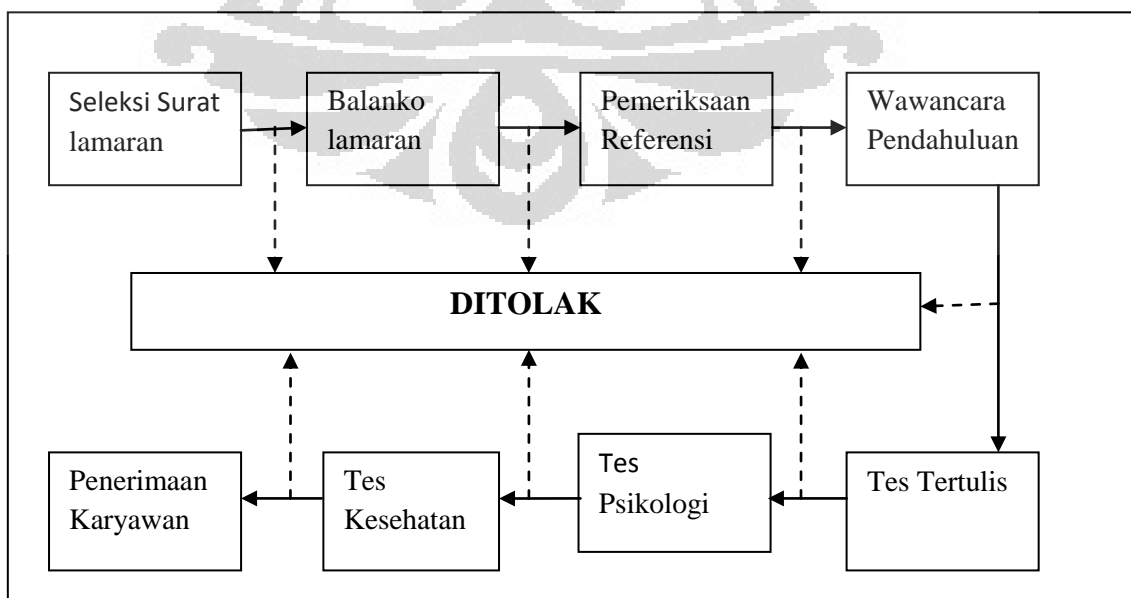 Seleksi Surat
lamaran
Balanko
lamaran
Pemeriksaan
Referensi
Wawancara
Pendahuluan
DITOLAK
Penerimaan
Karyawan
Tes
Kesehatan
Tes
Psikologi
Tes Tertulis